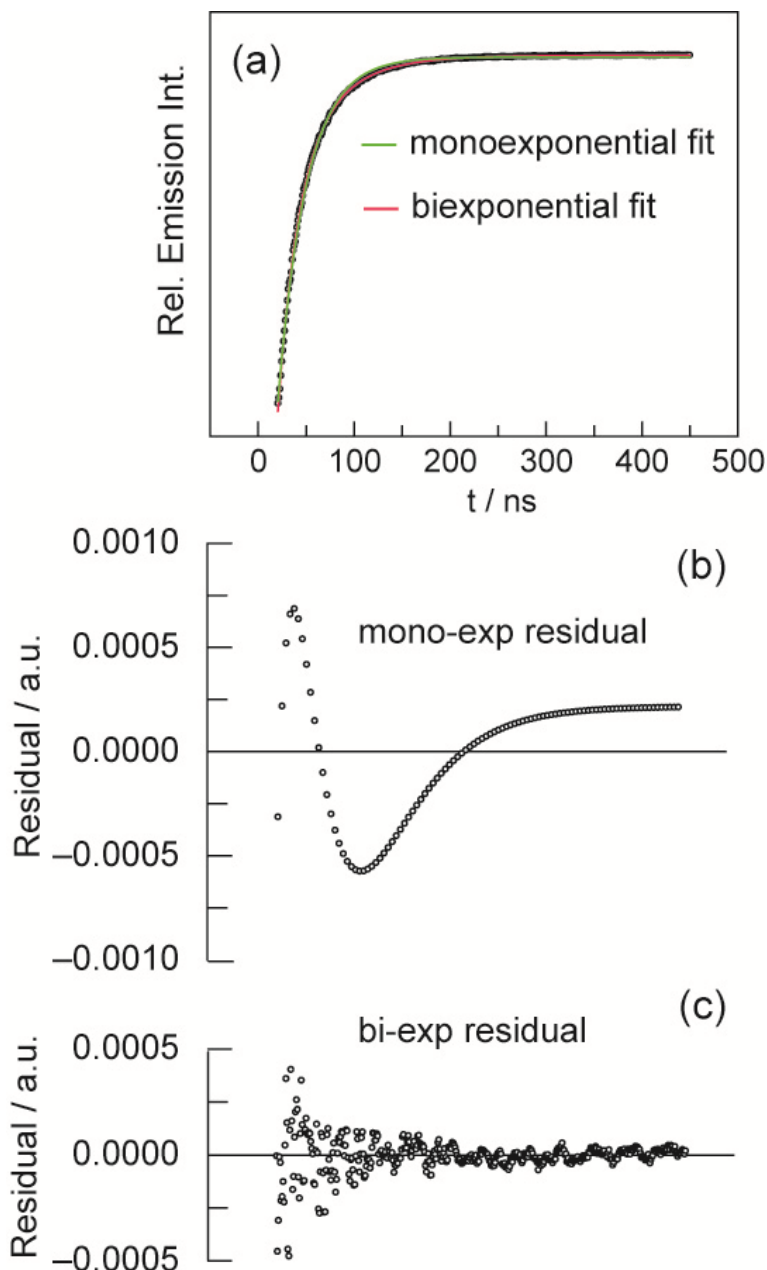 (a)
Rel. Emission Int.
monoexponential fit
biexponential fit
0 100 200 300 400 500
t / ns
(b)
mono-exp residual
Residual / a.u.
0.0010
0.0005
0.0000
–0.0005
–0.0010
(c)
bi-exp residual
Residual / a.u.
0.0005
0.0000
–0.0005